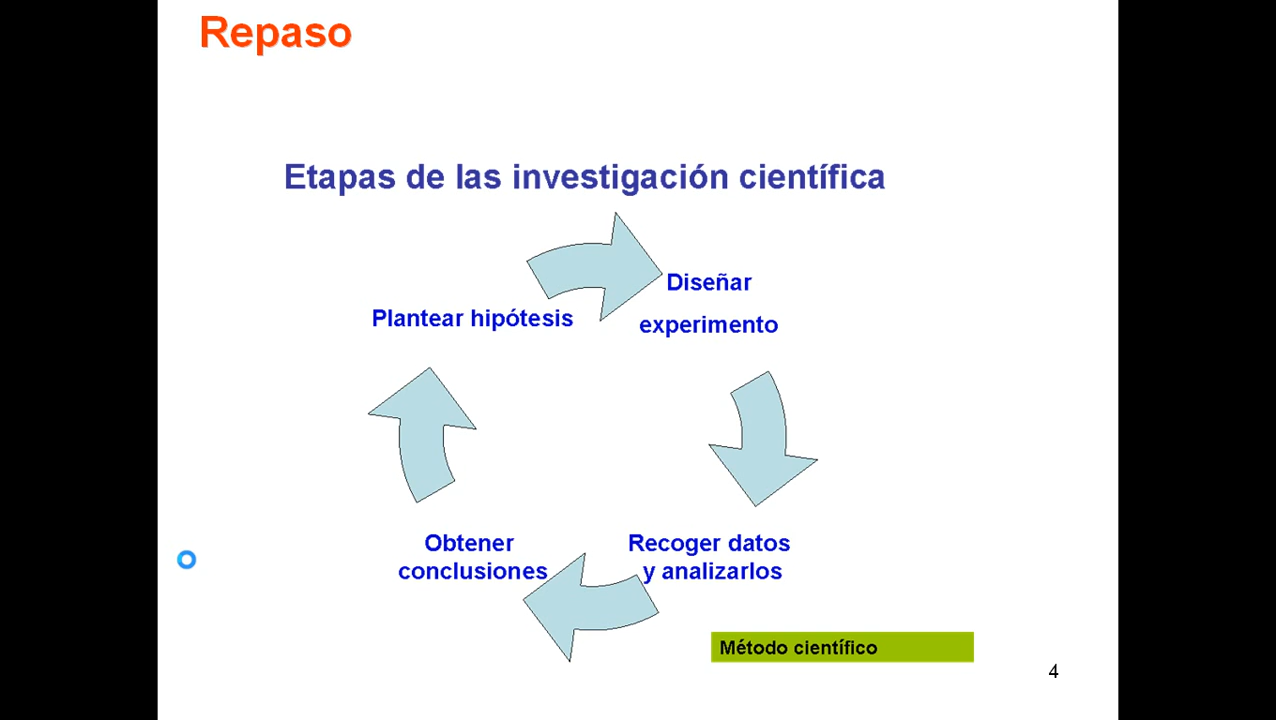 Repaso
Etapas de las investigación científica
Plantear hipótesis
Diseñar
experimento
Recoger datos
y analizarlos
Obtener
conclusiones
Método científico
4